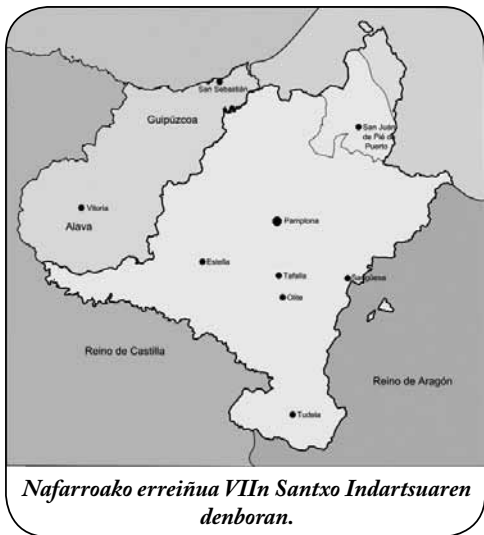 San Sebastián
Guipúzcoa
San Juan
de Pié de
Puerto
Vitoria
Alava
Pamplona
Estella
Tafalla
Sangüesa
Olite
Reino de Castilla
Reino de Aragón
Tudela
Nafarroako erreiñua VIIn Santxo Indartsuaren
denboran.